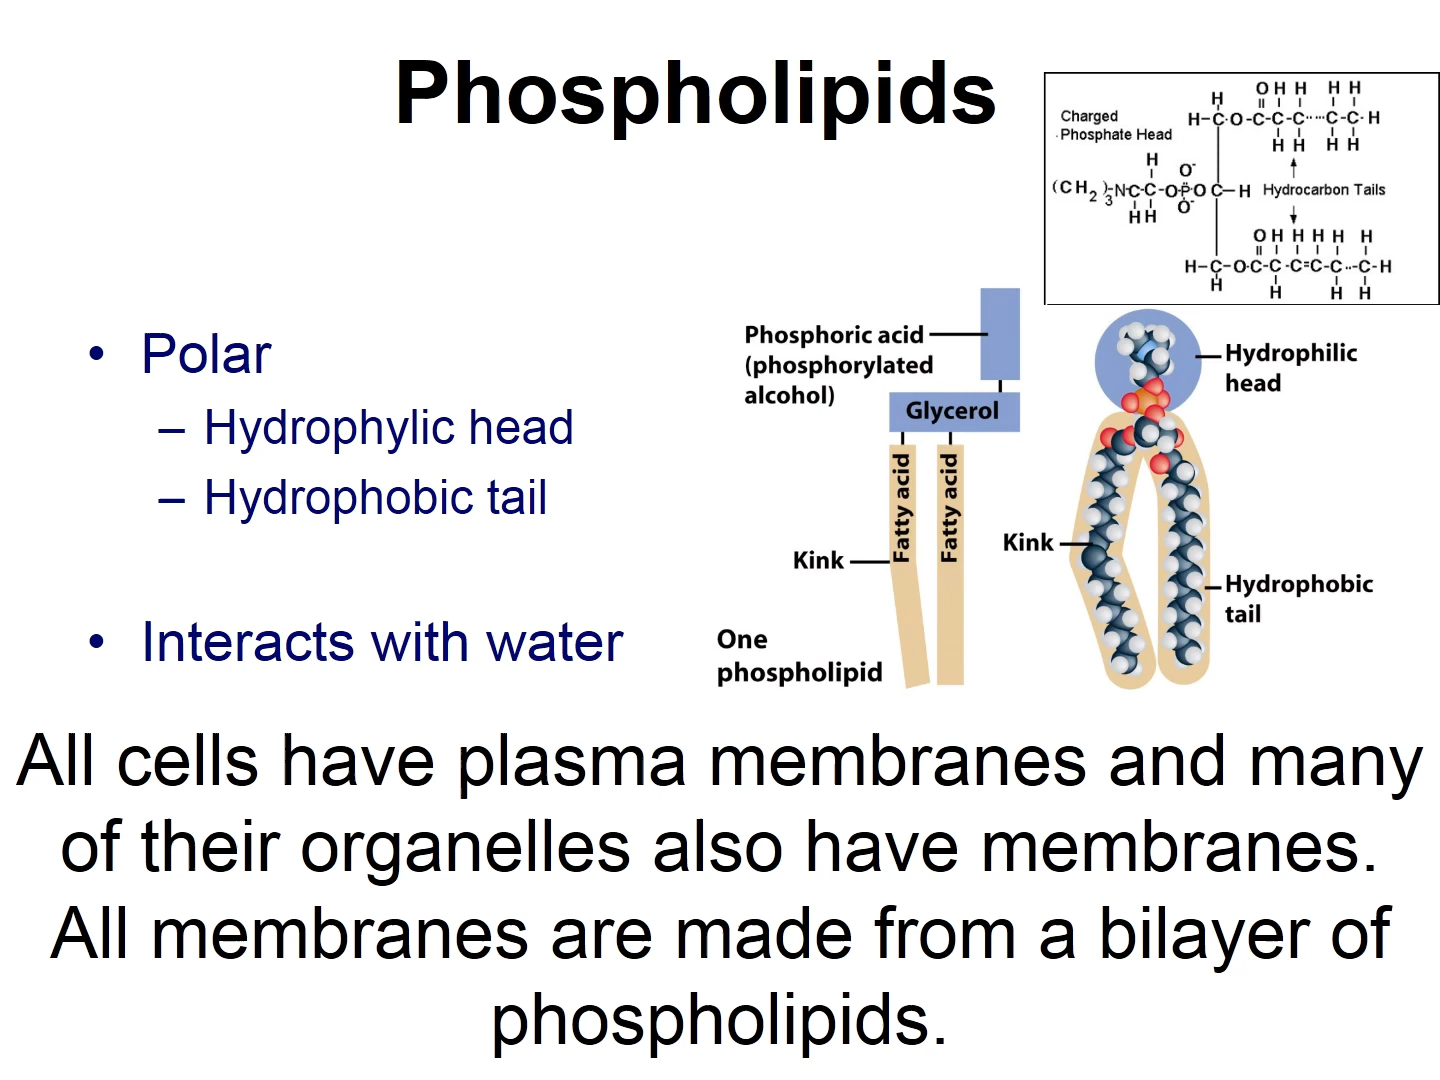 Phospholipids
Charged
Phosphate Head
Hydrocarbon Tails
• Polar
– Hydrophylic head
– Hydrophobic tail
• Interacts with water
Phosphoric acid
(phosphorylated
alcohol)
Glycerol
Fatty acid
Fatty acid
Kink
One
phospholipid
Hydrophilic
head
Kink
Hydrophobic
tail
All cells have plasma membranes and many
of their organelles also have membranes.
All membranes are made from a bilayer of
phospholipids.